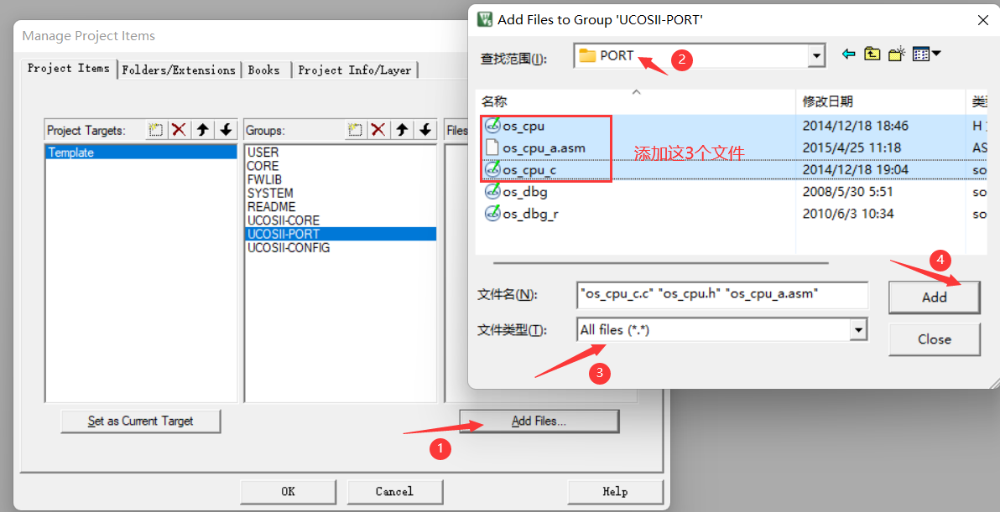 Manage Project Items
Project Items Folders/Extensions Books Project Info/Layer
Project Targets: Groups: Files
Template
USER
CORE
FWLIB
SYSTEM
README
UCOSII-CORE
UCOSII-PORT
UCOSII-CONFIG
Set as Current Target
Add Files...
1
OK Cancel Help
Add Files to Group 'UCOSII-PORT'
查找范围(I): PORT 2
名称 修改日期 类型
os_cpu 2014/12/18 18:46 H
os_cpu_a.asm 2015/4/25 11:18 AS
os_cpu_c 2014/12/18 19:04 so
os_dbg 2008/5/30 5:51 so
os_dbg_r 2010/6/3 10:34 so
添加这3个文件
4
文件名(N): "os_cpu_c.c" "os_cpu.h" "os_cpu_a.asm" Add
文件类型(T): All files (*.*) Close
3